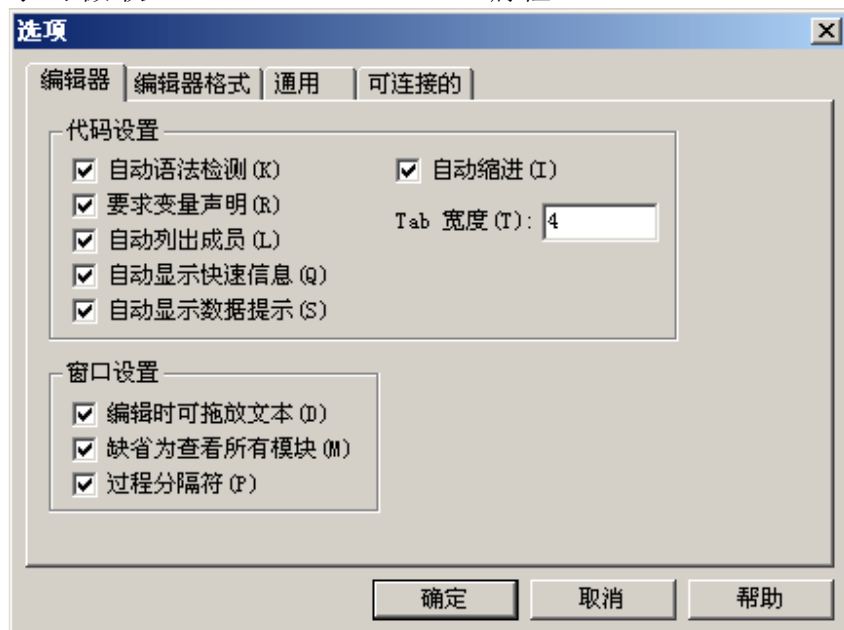 选项
编辑器 编辑器格式 通用 可连接的
代码设置
自动语法检测(K) 自动缩进(I)
要求变量声明(R) Tab 宽度(T): 4
自动列出成员(L)
自动显示快速信息(Q)
自动显示数据提示(S)
窗口设置
编辑时可拖放文本(D)
缺省为查看所有模块(M)
过程分隔符(P)
确定 取消 帮助